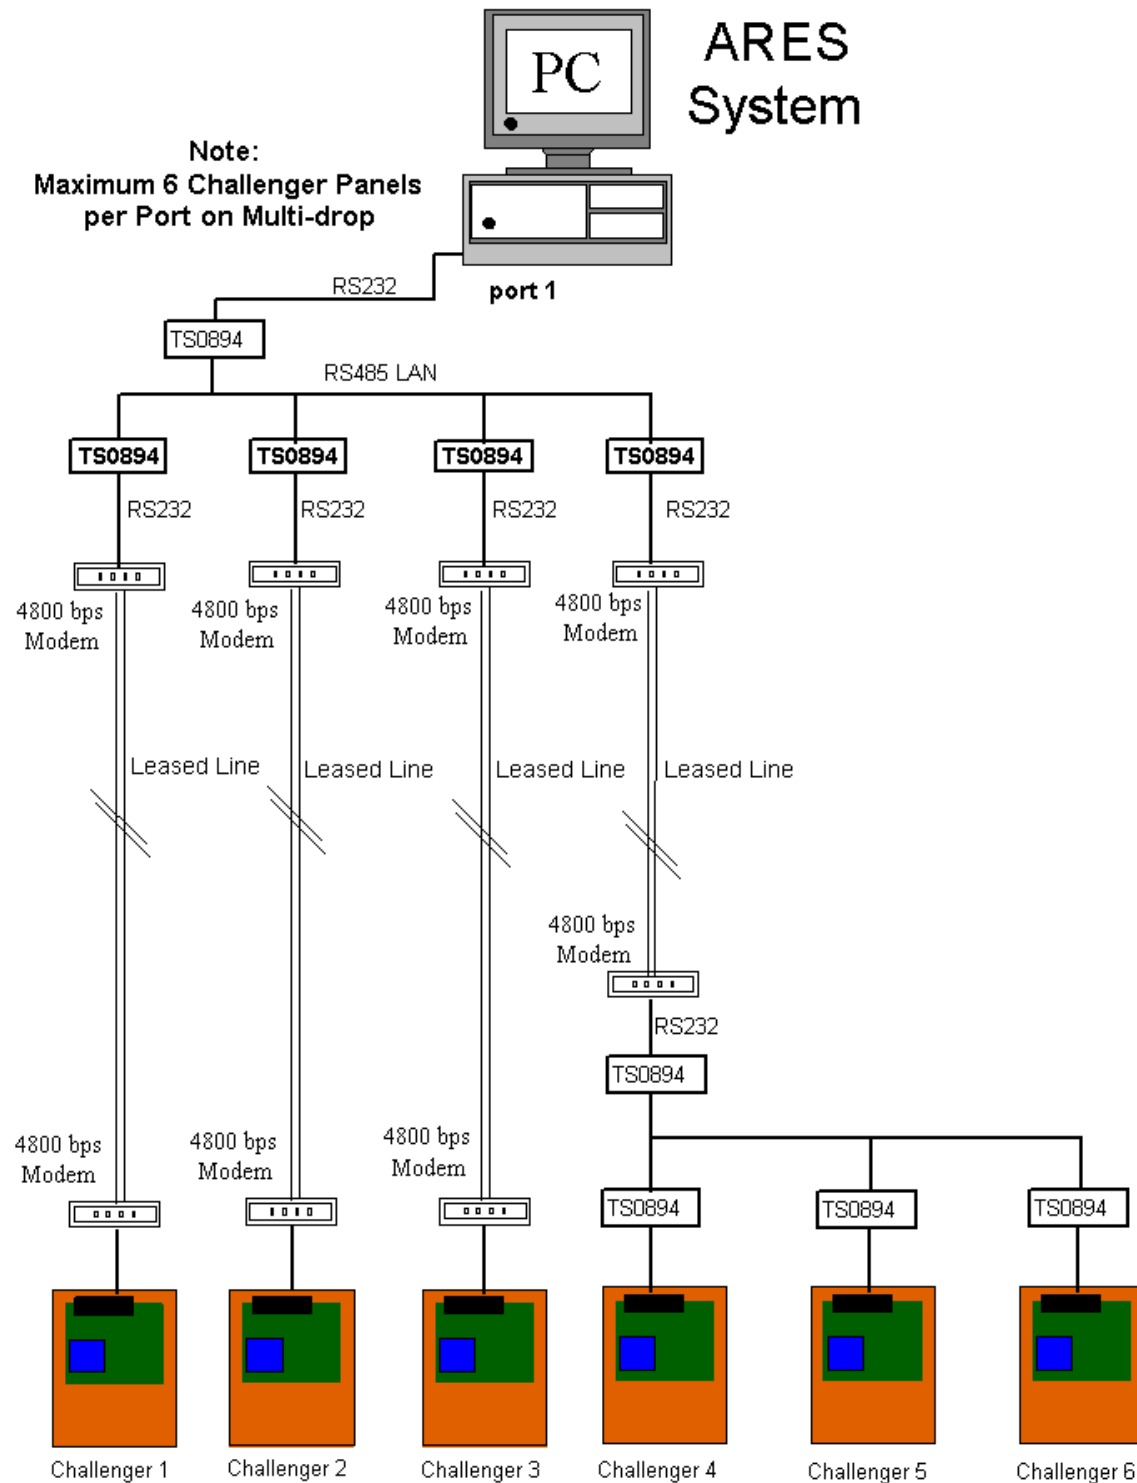 PC
ARES
System
Note:
Maximum 6 Challenger Panels
per Port on Multi-drop
RS232
port 1
TS0894
RS485 LAN
TS0894
TS0894
TS0894
TS0894
RS232
RS232
RS232
RS232
4800 bps
Modem
4800 bps
Modem
4800 bps
Modem
4800 bps
Modem
Leased Line
Leased Line
Leased Line
Leased Line
4800 bps
Modem
RS232
TS0894
4800 bps
Modem
4800 bps
Modem
4800 bps
Modem
TS0894
TS0894
TS0894
Challenger 1
Challenger 2
Challenger 3
Challenger 4
Challenger 5
Challenger 6